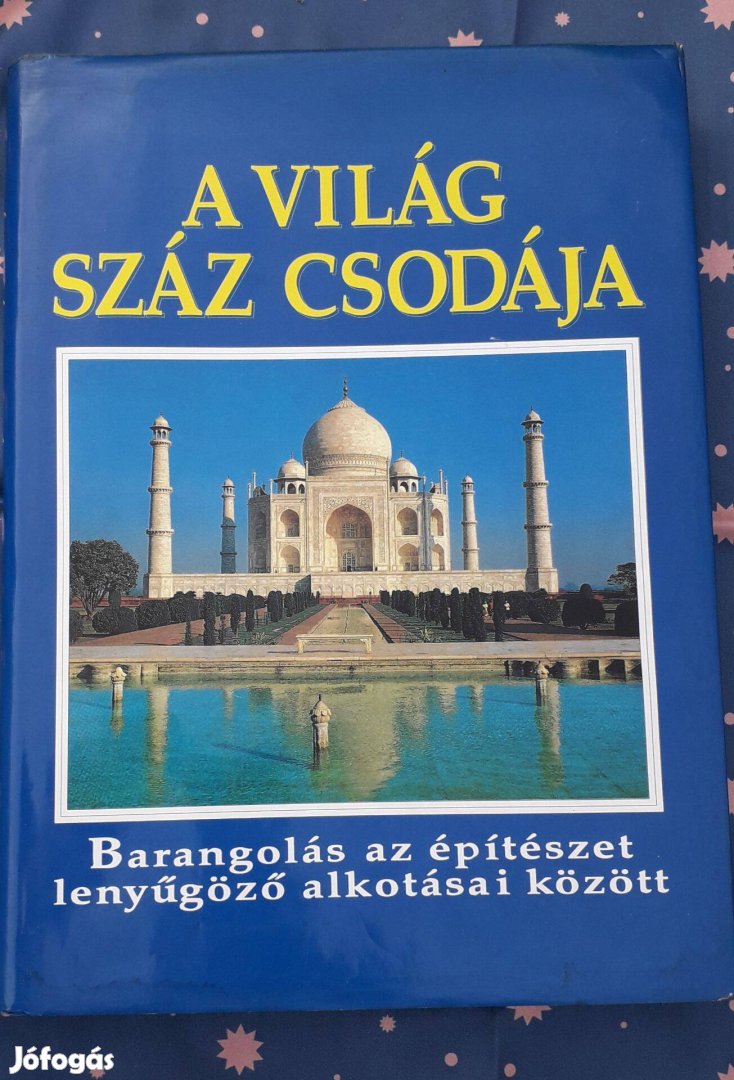 A VILÁG
SZÁZ CSODÁJA
Barangolás az építészet
lenyűgöző alkotásai között
Jófogás